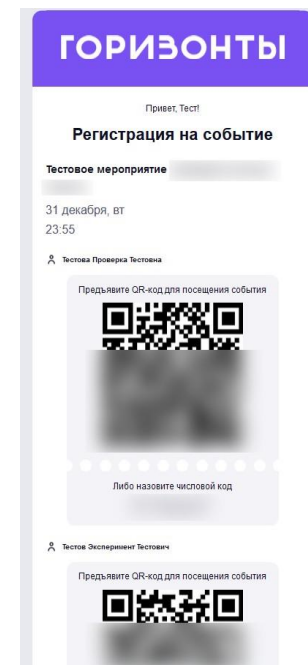 ГОРИЗОНТЫ
Привет, Тест!
Регистрация на событие
Тестовое мероприятие
31 декабря, вт
23:55
Тестова Проверка Тестовна
Предъявите QR-код для посещения события
Либо назовите числовой код
Тестов Эксперимент Тестович
Предъявите QR-код для посещения события